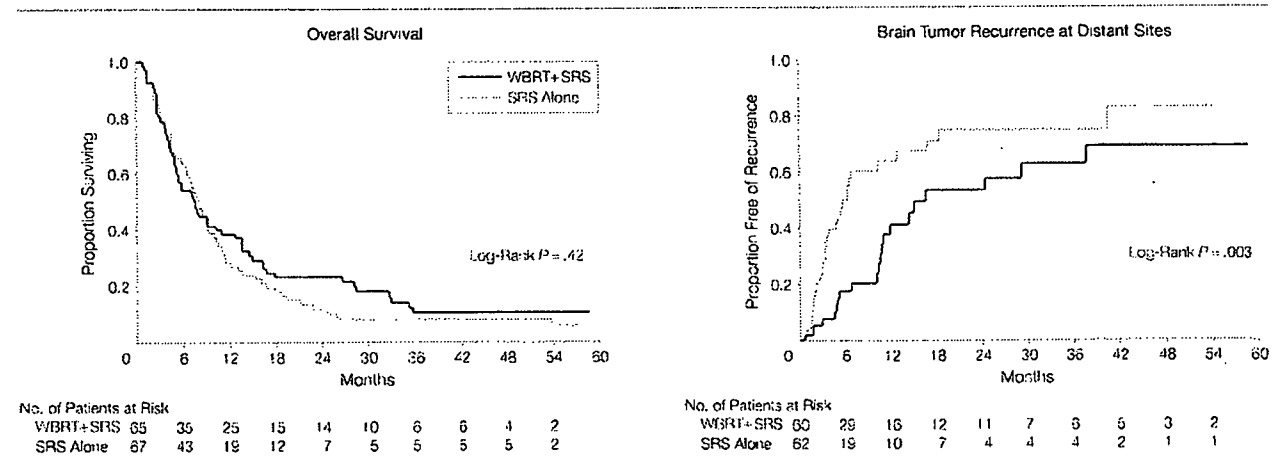 Overall Survival
1.0
0.8
0.6
0.4
0.2
Proportion Surviving
WBRT+SRS
SRS Alone
Log-Rank P = .42
0 6 12 18 24 30 36 42 48 54 60
Months
No. of Patients at Risk
WBRT+SRS 65 35 25 15 14 10 6 6 4 2
SRS Alone 67 43 19 12 7 5 5 5 5 2
Brain Tumor Recurrence at Distant Sites
1.0
0.8
0.6
0.4
0.2
Proportion Free of Recurrence
Log-Rank P = .003
0 6 12 18 24 30 36 42 48 54 60
Months
No. of Patients at Risk
WBRT+SRS 60 29 16 12 11 7 6 5 3 2
SRS Alone 62 19 10 7 4 4 4 2 1 1